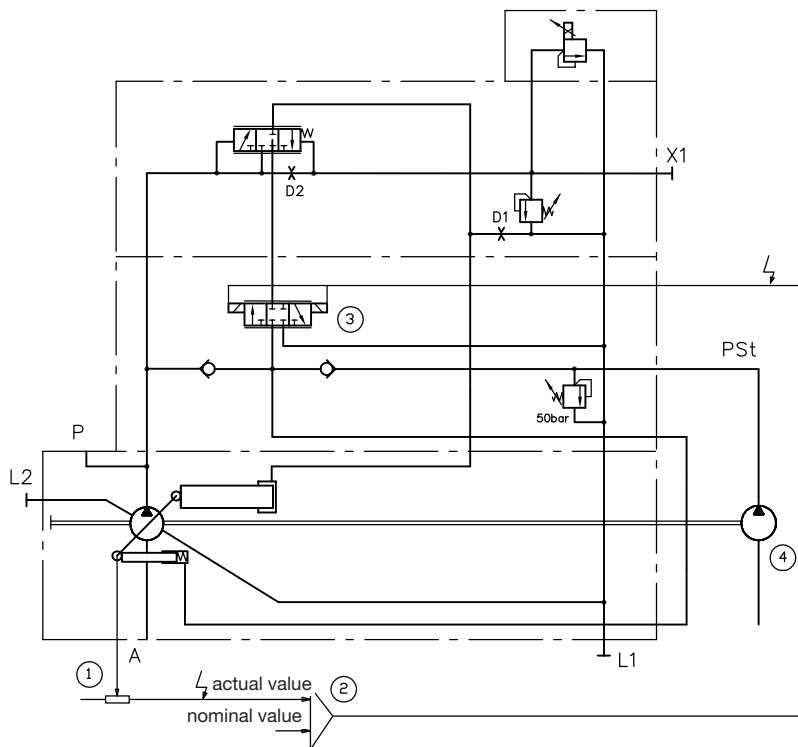 X1
D2
D1
3
PSt
50bar
P
L2
4
A
L1
1
actual value
2
nominal value